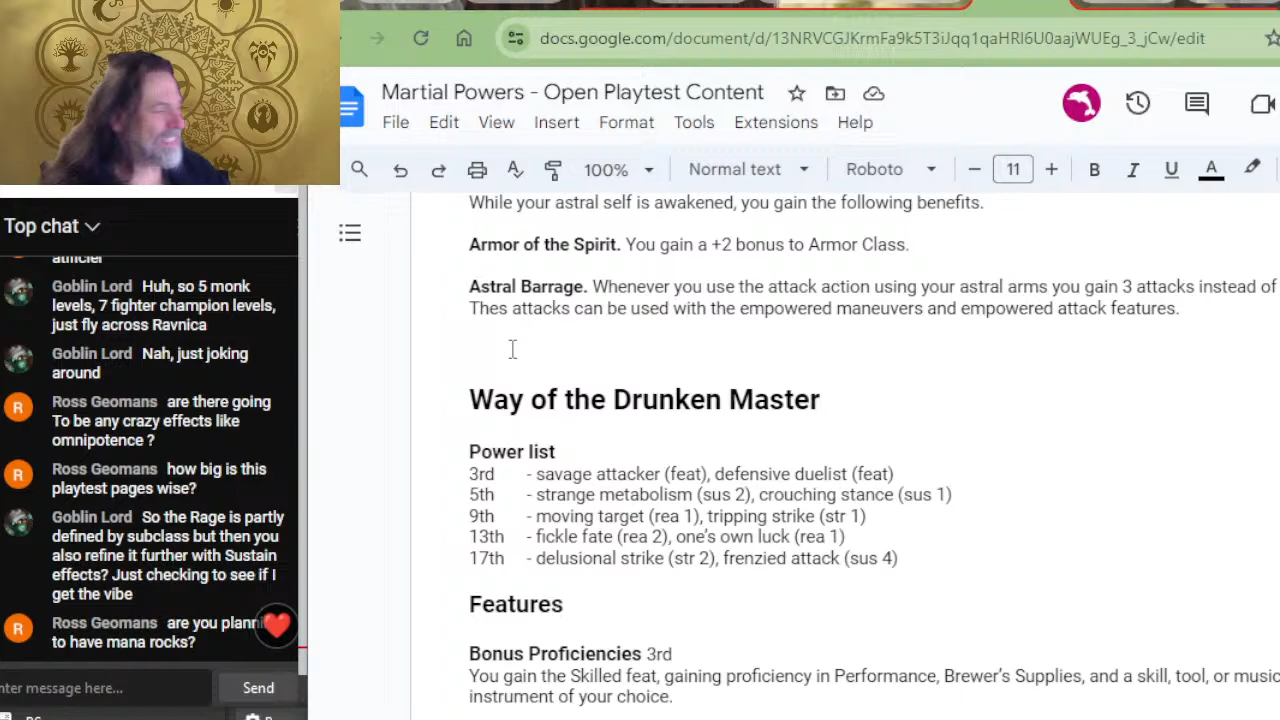 docs.google.com/document/d/13NRVCGJKrmFa9k5T3iJqq1qaHRl6U0aajWUEg_3_jCw/edit
Martial Powers - Open Playtest Content
File Edit View Insert Format Tools Extensions Help
100% Normal text Roboto 11 B I U A
While your astral self is awakened, you gain the following benefits.
Armor of the Spirit. You gain a +2 bonus to Armor Class.
Astral Barrage. Whenever you use the attack action using your astral arms you gain 3 attacks instead of
Thes attacks can be used with the empowered maneuvers and empowered attack features.
Way of the Drunken Master
Power list
3rd - savage attacker (feat), defensive duelist (feat)
5th - strange metabolism (sus 2), crouching stance (sus 1)
9th - moving target (rea 1), tripping strike (str 1)
13th - fickle fate (rea 2), one's own luck (rea 1)
17th - delusional strike (str 2), frenzied attack (sus 4)
Features
Bonus Proficiencies 3rd
You gain the Skilled feat, gaining proficiency in Performance, Brewer's Supplies, and a skill, tool, or music
instrument of your choice.
Top chat
artificier
Goblin Lord Huh, so 5 monk
levels, 7 fighter champion levels,
just fly across Ravnica
Goblin Lord Nah, just joking
around
R Ross Geomans are there going
To be any crazy effects like
omnipotence ?
R Ross Geomans how big is this
playtest pages wise?
Goblin Lord So the Rage is partly
defined by subclass but then you
also refine it further with Sustain
effects? Just checking to see if I
get the vibe
R Ross Geomans are you planni
to have mana rocks?
nter message here... Send